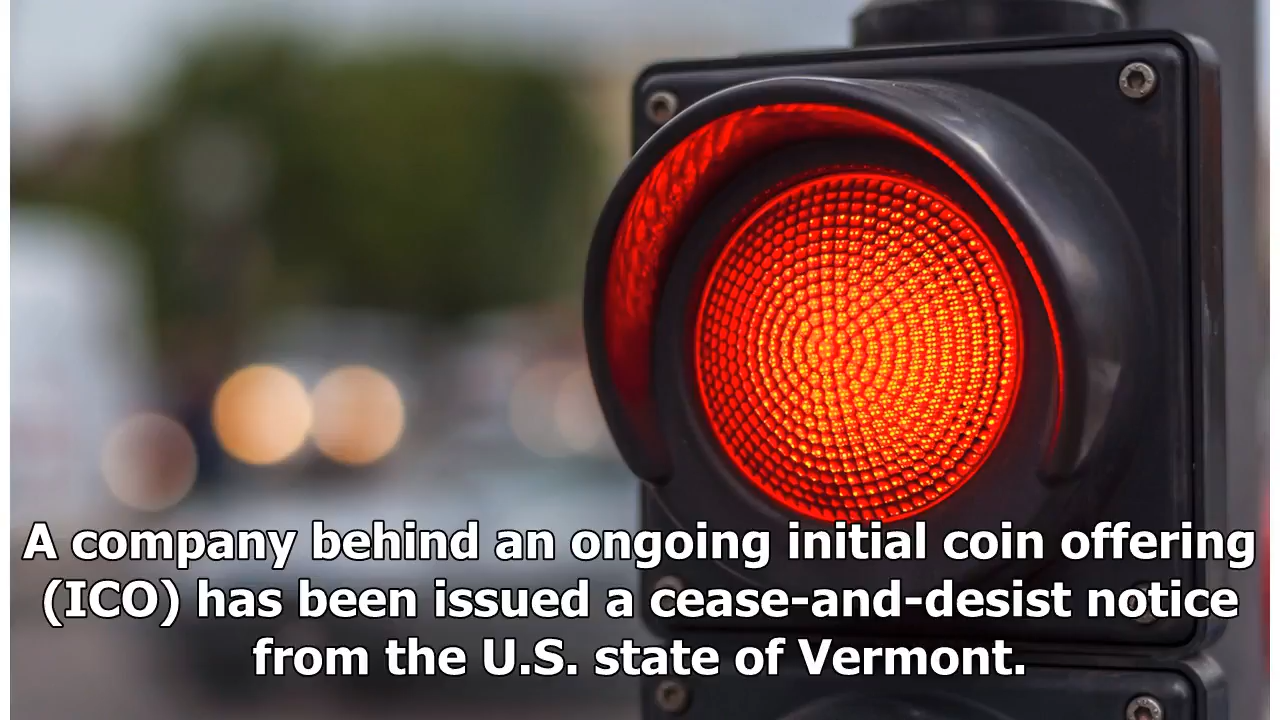 A company behind an ongoing initial coin offering
(ICO) has been issued a cease-and-desist notice
from the U.S. state of Vermont.